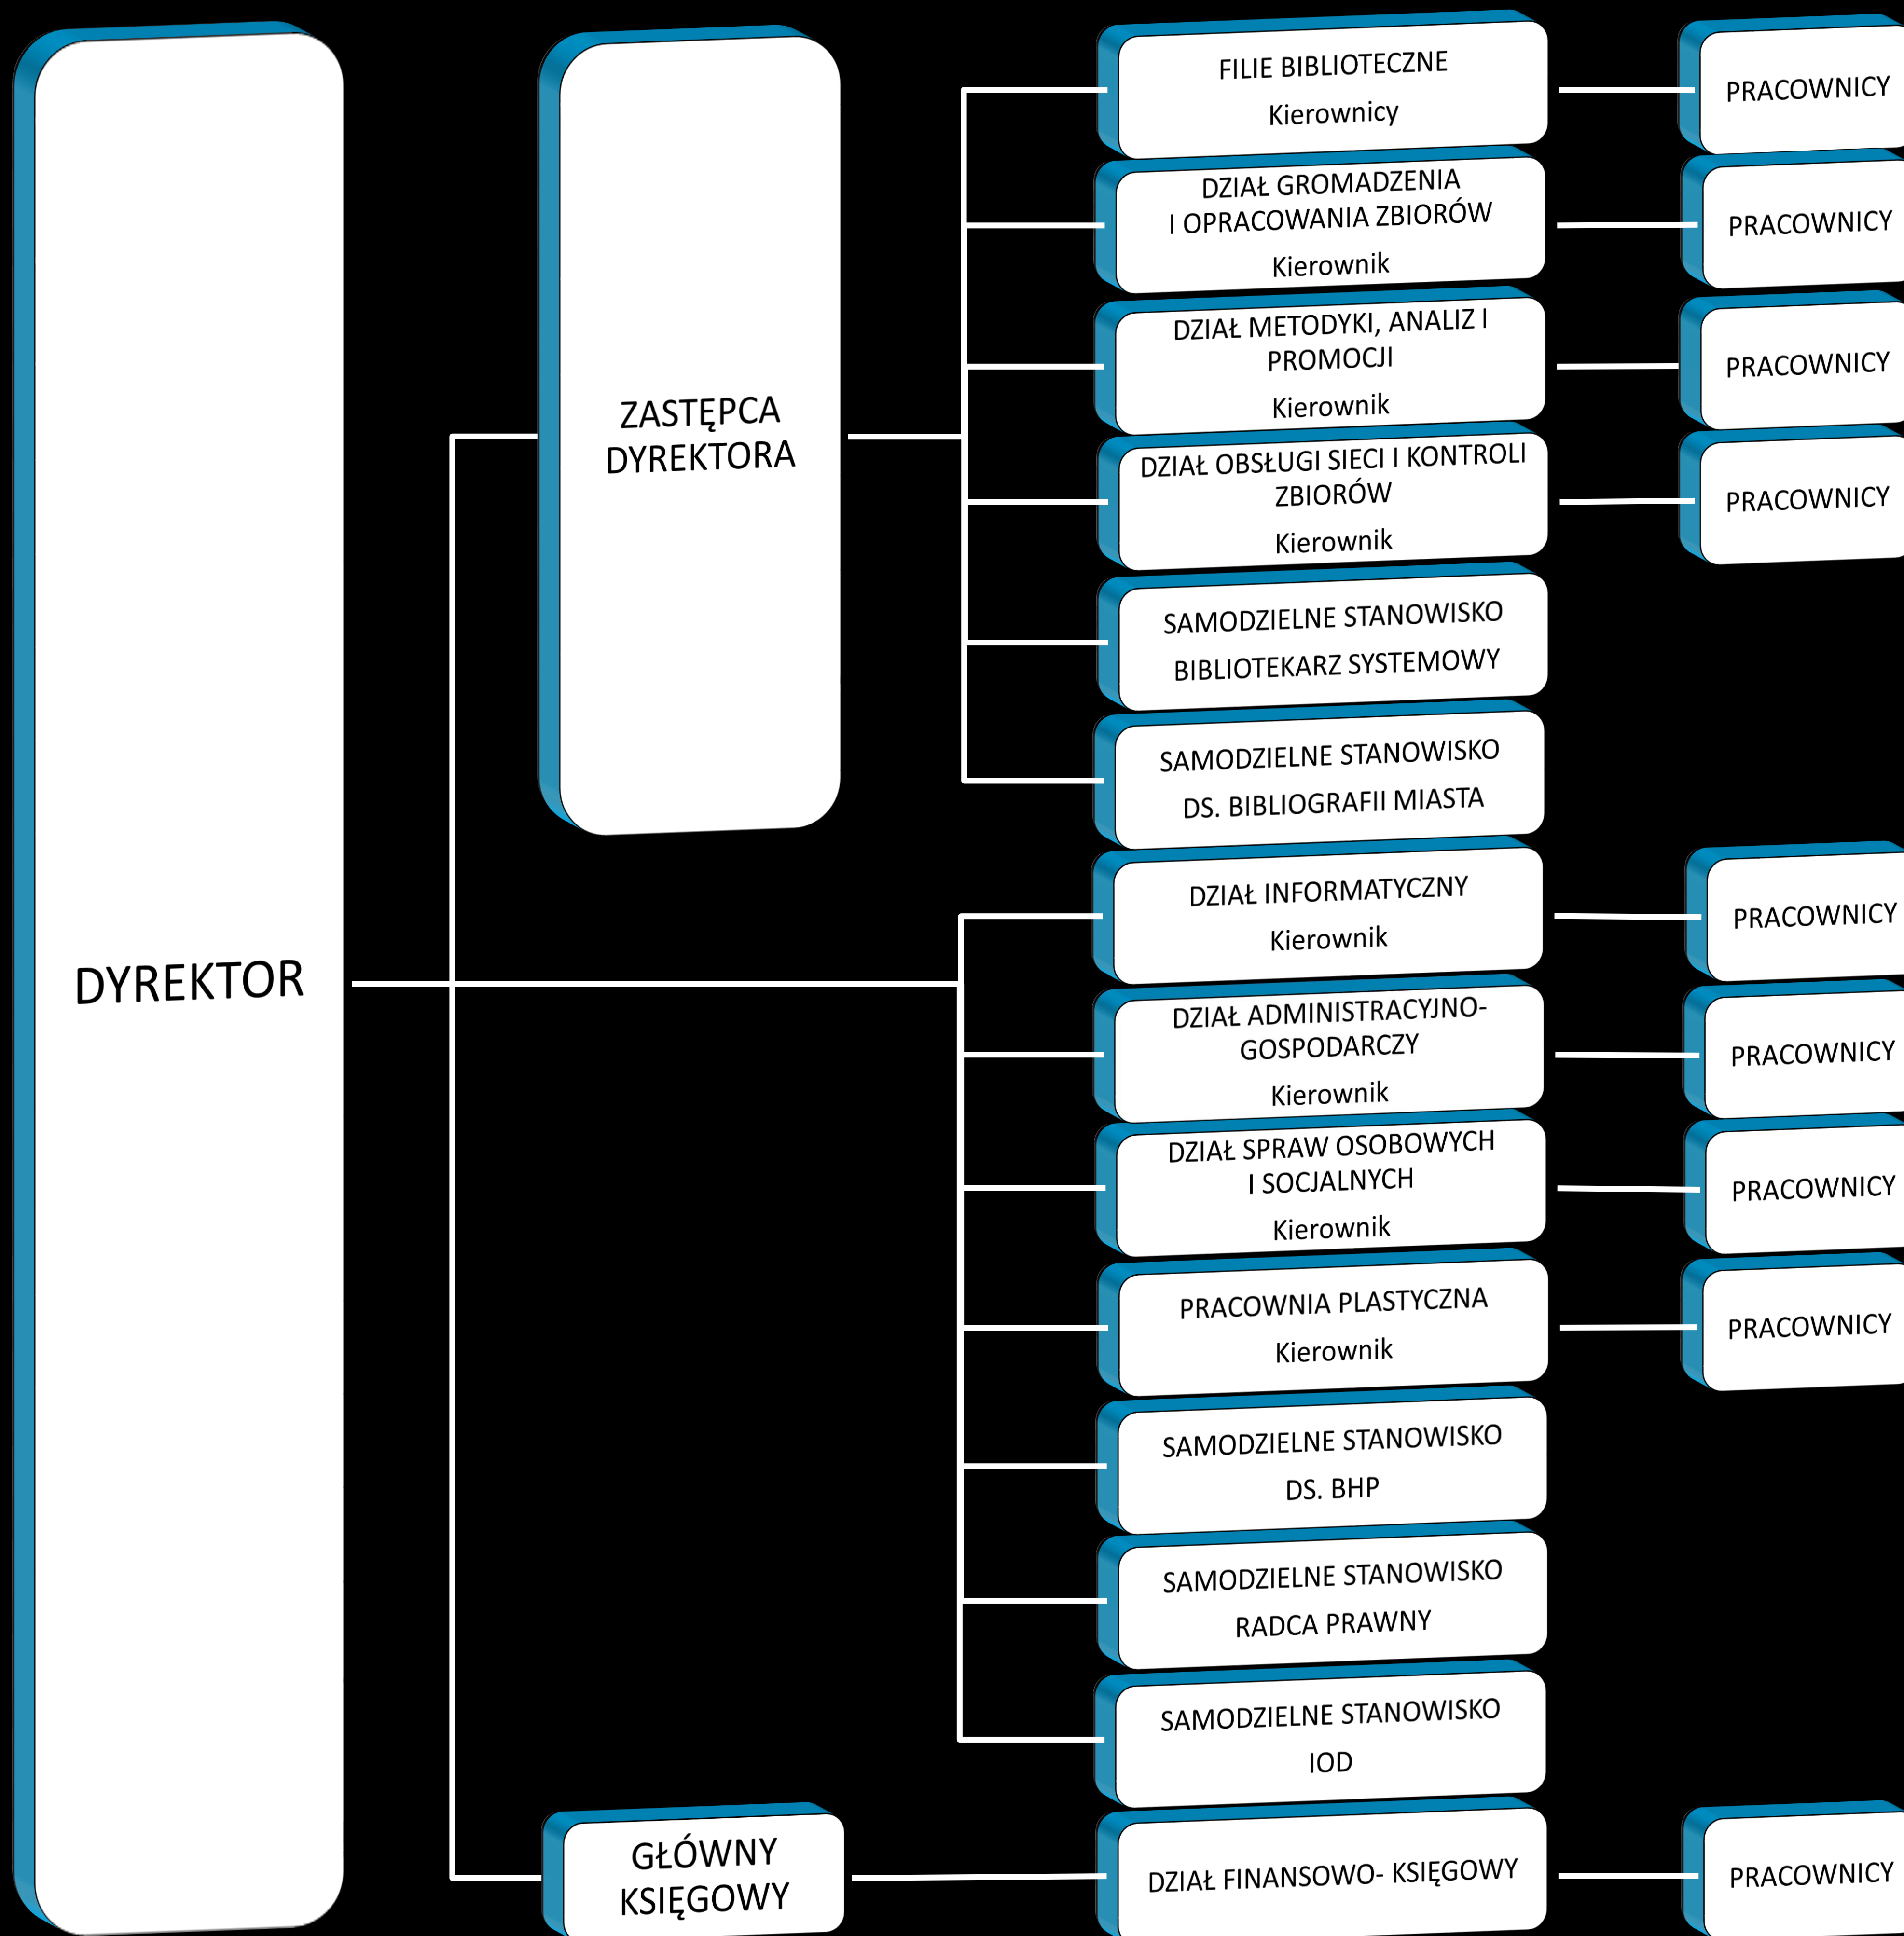 DYREKTOR
ZASTĘPCA
DYREKTORA
FILIE BIBLIOTECZNE
Kierownicy
PRACOWNICY
DZIAŁ GROMADZENIA
I OPRACOWANIA ZBIORÓW
Kierownik
PRACOWNICY
DZIAŁ METODYKI, ANALIZ I
PROMOCJI
Kierownik
PRACOWNICY
DZIAŁ OBSŁUGI SIECI I KONTROLI
ZBIORÓW
Kierownik
PRACOWNICY
SAMODZIELNE STANOWISKO
BIBLIOTEKARZ SYSTEMOWY
SAMODZIELNE STANOWISKO
DS. BIBLIOGRAFII MIASTA
DZIAŁ INFORMATYCZNY
Kierownik
PRACOWNICY
DZIAŁ ADMINISTRACYJNO-
GOSPODARCZY
Kierownik
PRACOWNICY
DZIAŁ SPRAW OSOBOWYCH
I SOCJALNYCH
Kierownik
PRACOWNICY
PRACOWNIA PLASTYCZNA
Kierownik
PRACOWNICY
SAMODZIELNE STANOWISKO
DS. BHP
SAMODZIELNE STANOWISKO
RADCA PRAWNY
SAMODZIELNE STANOWISKO
IOD
GŁÓWNY
KSIĘGOWY
DZIAŁ FINANSOWO- KSIĘGOWY
PRACOWNICY